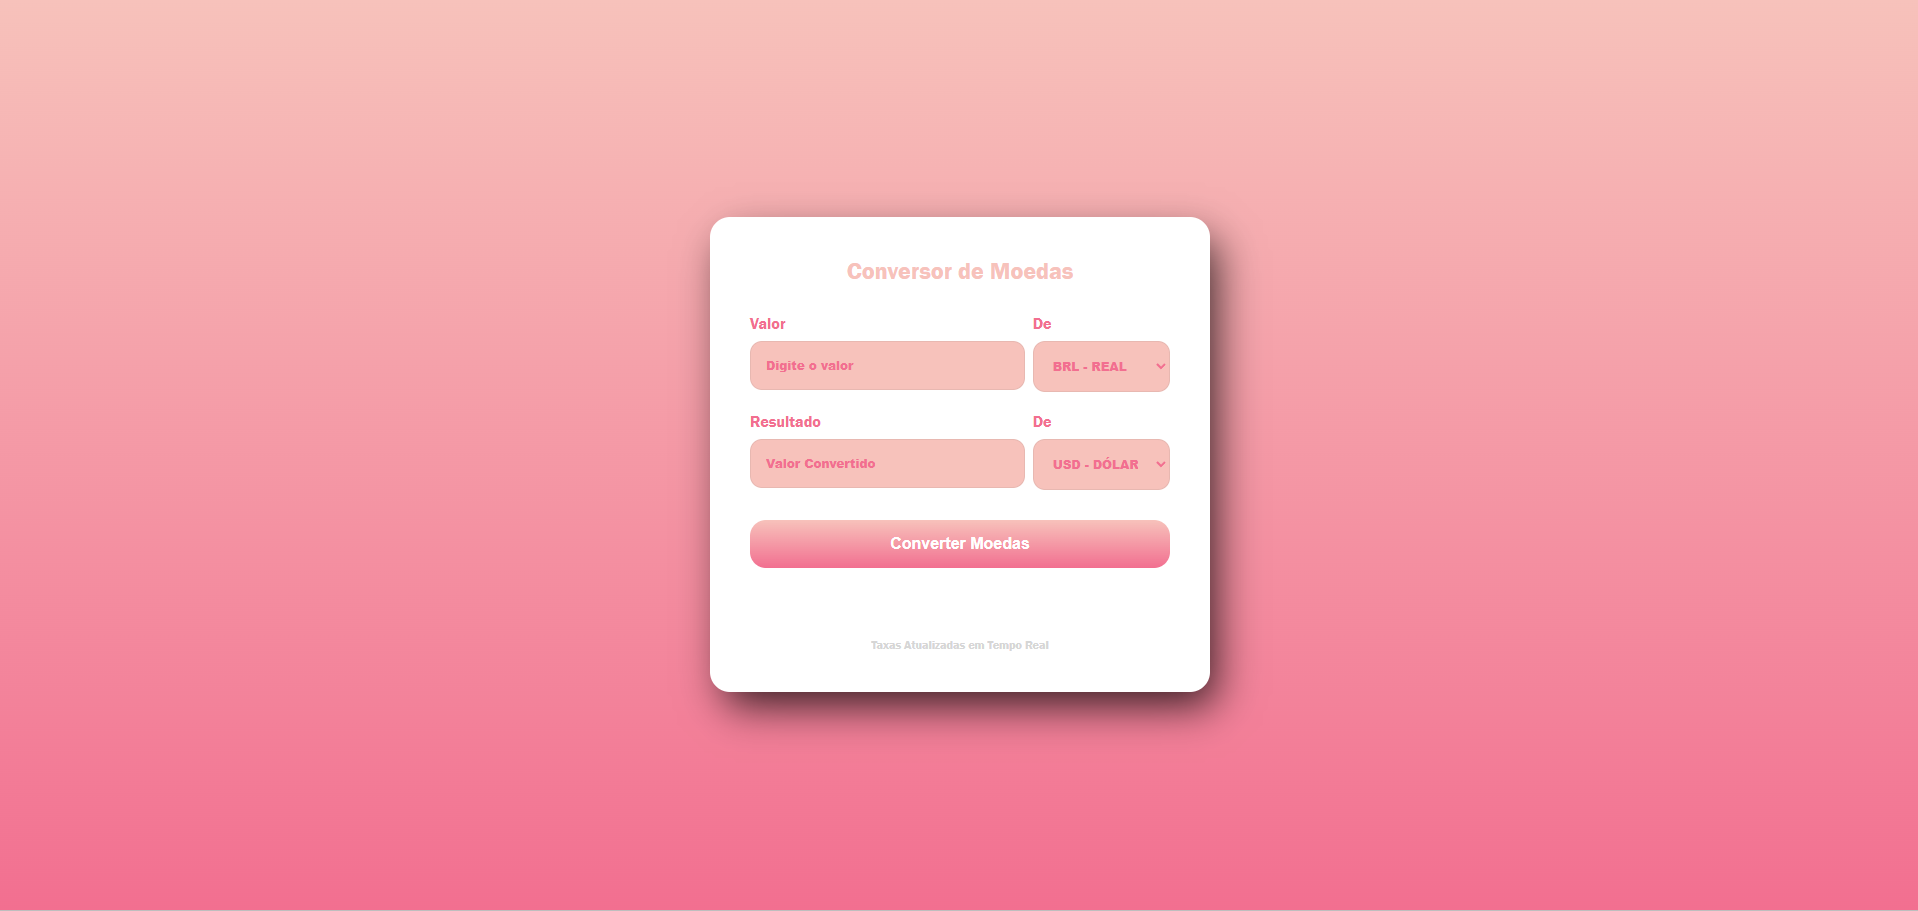 Conversor de Moedas
Valor De
Digite o valor BRL - REAL
Resultado De
Valor Convertido USD - DÓLAR
Converter Moedas
Taxas Atualizadas em Tempo Real